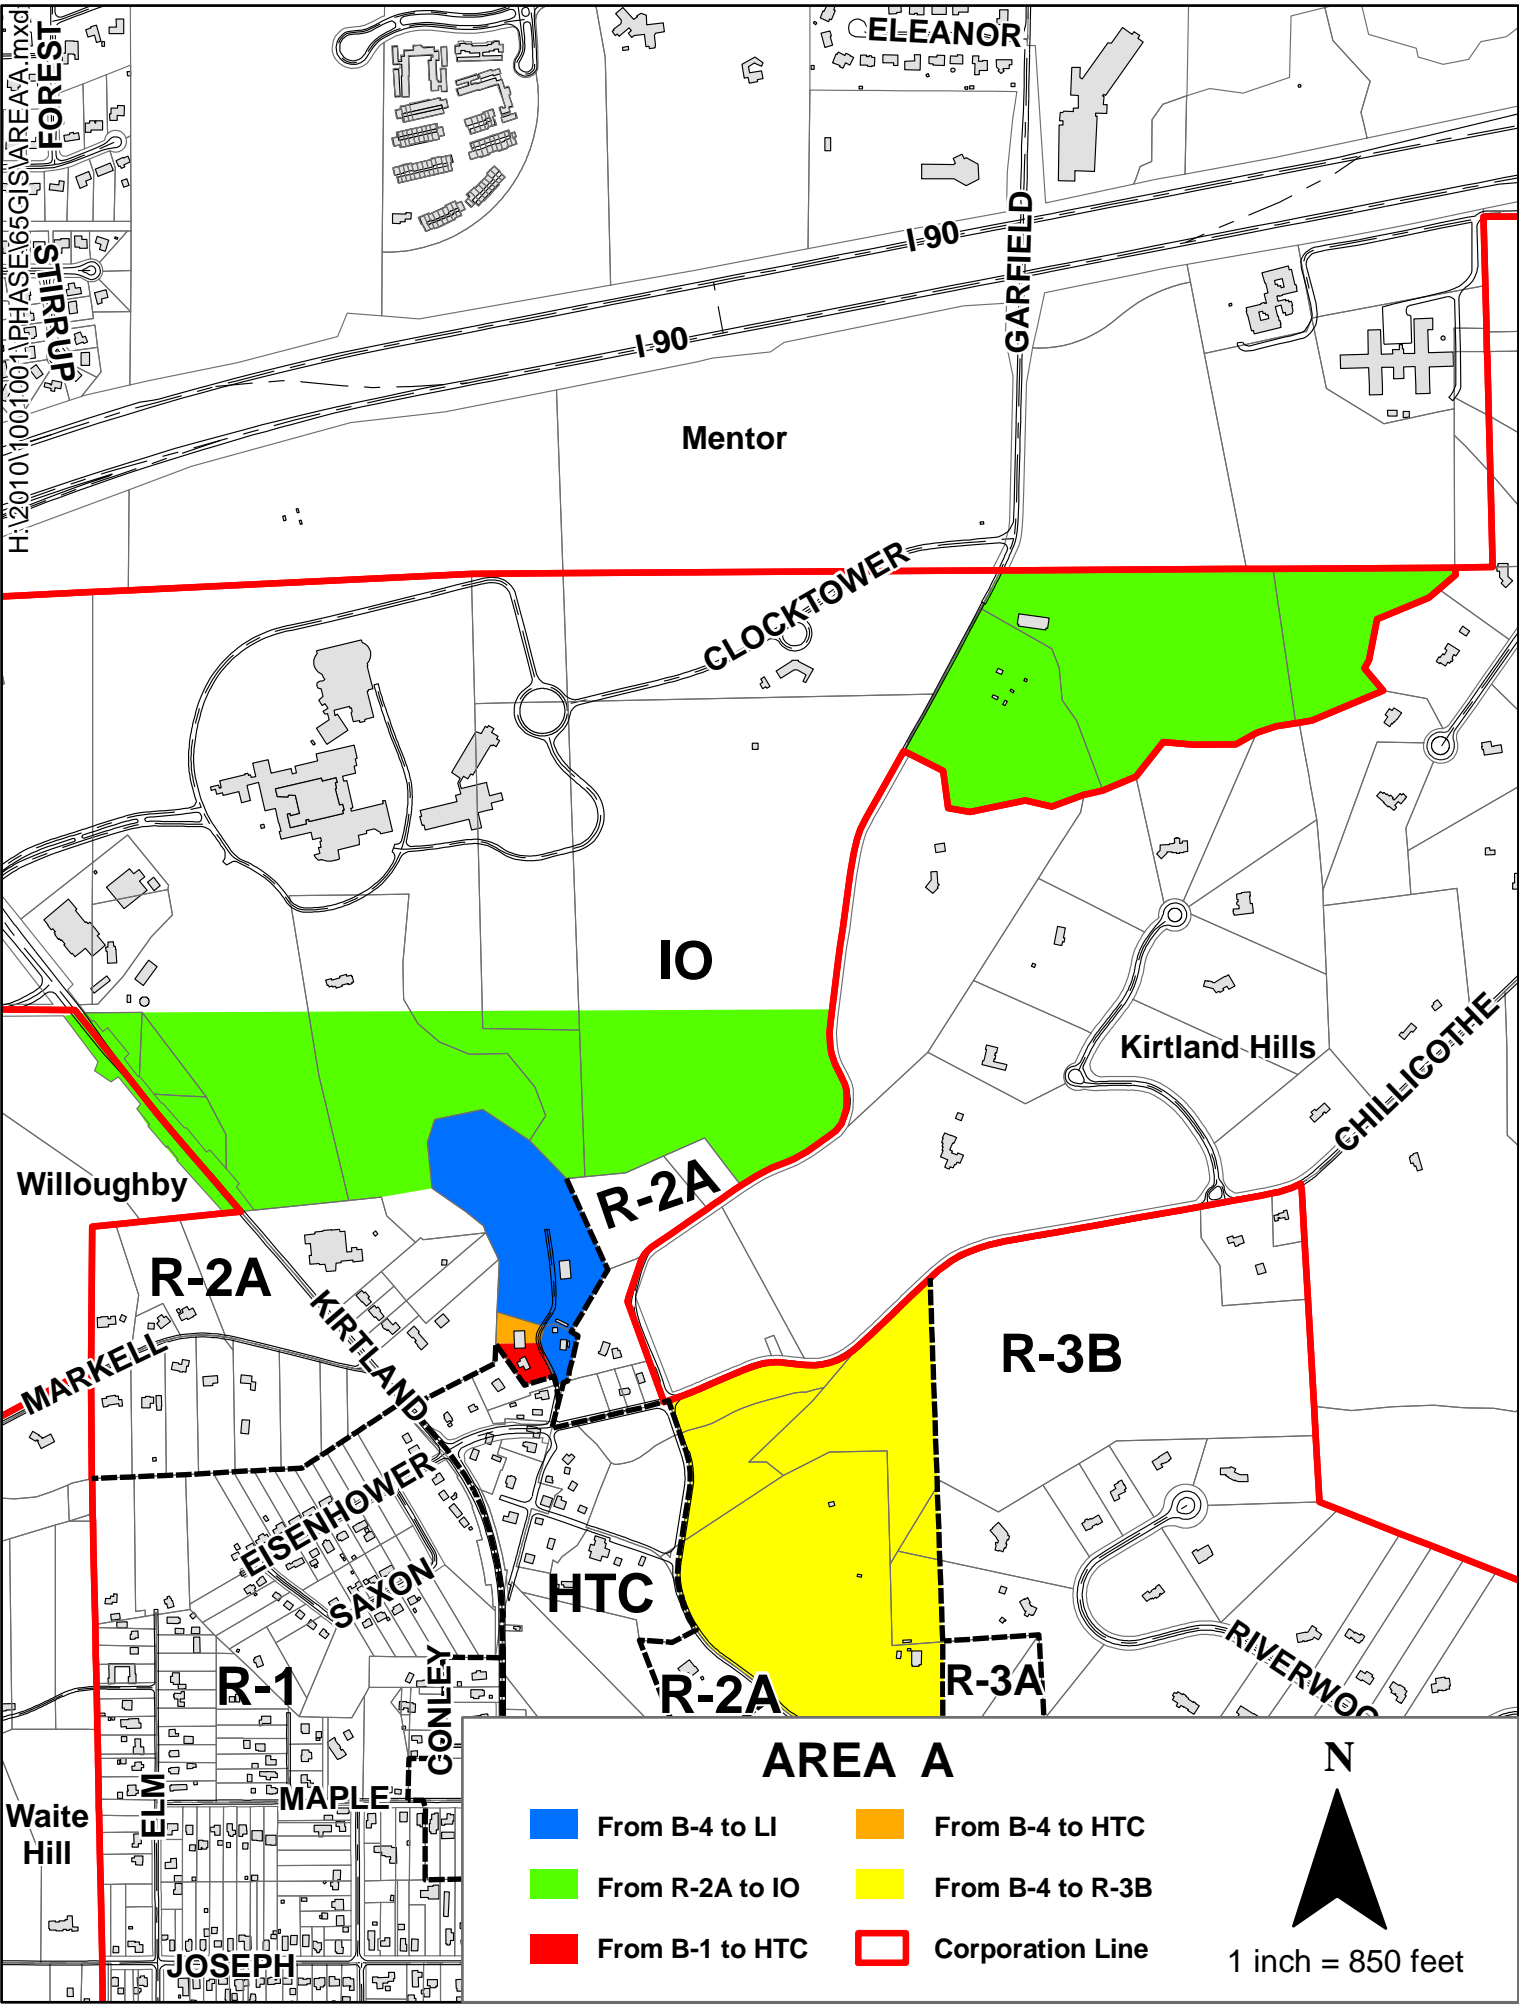 H:\2010\1001001\PHASE\65GIS\AREA A.mxd
FOREST
ELEANOR
STIRRUP
GARFIELD
I 90
I 90
Mentor
CLOCKTOWER
IO
Kirtland Hills
CHILLICOTHE
Willoughby
R-2A
R-2A
KIRTLAND
MARKELL
R-3B
EISENHOWER
SAXON
HTC
R-1
CONLEY
R-2A
R-3A
RIVERWOO
ELM
MAPLE
Waite
Hill
JOSEPH
AREA A
From B-4 to LI
From B-4 to HTC
From R-2A to IO
From B-4 to R-3B
From B-1 to HTC
Corporation Line
N
1 inch = 850 feet